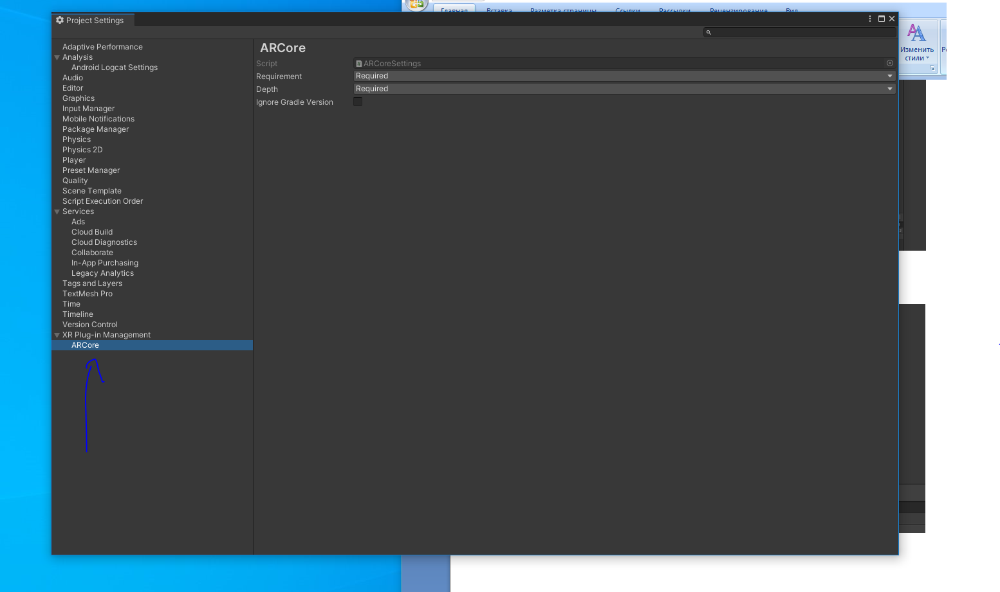 Главная Вставка Разметка страницы Ссылки Рассылки Рецензирование Вид
Project Settings
Изменить
стили
Adaptive Performance
Analysis
Android Logcat Settings
Audio
Editor
Graphics
Input Manager
Mobile Notifications
Package Manager
Physics
Physics 2D
Player
Preset Manager
Quality
Scene Template
Script Execution Order
Services
Ads
Cloud Build
Cloud Diagnostics
Collaborate
In-App Purchasing
Legacy Analytics
Tags and Layers
TextMesh Pro
Time
Timeline
Version Control
XR Plug-in Management
ARCore
ARCore
Script ARCoreSettings
Requirement Required
Depth Required
Ignore Gradle Version